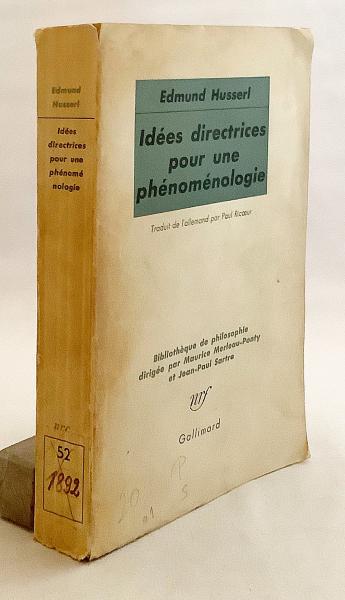 Edmund
Husserl
Idées
directrices
pour une
phénomé
nologie
nrf
52
1892
Edmund Husserl
Idées directrices
pour une
phénoménologie
Traduit de l'allemand par Paul Ricœur
Bibliothèque de philosophie
dirigée par Maurice Merleau-Ponty
et Jean-Paul Sartre
nrf
Gallimard